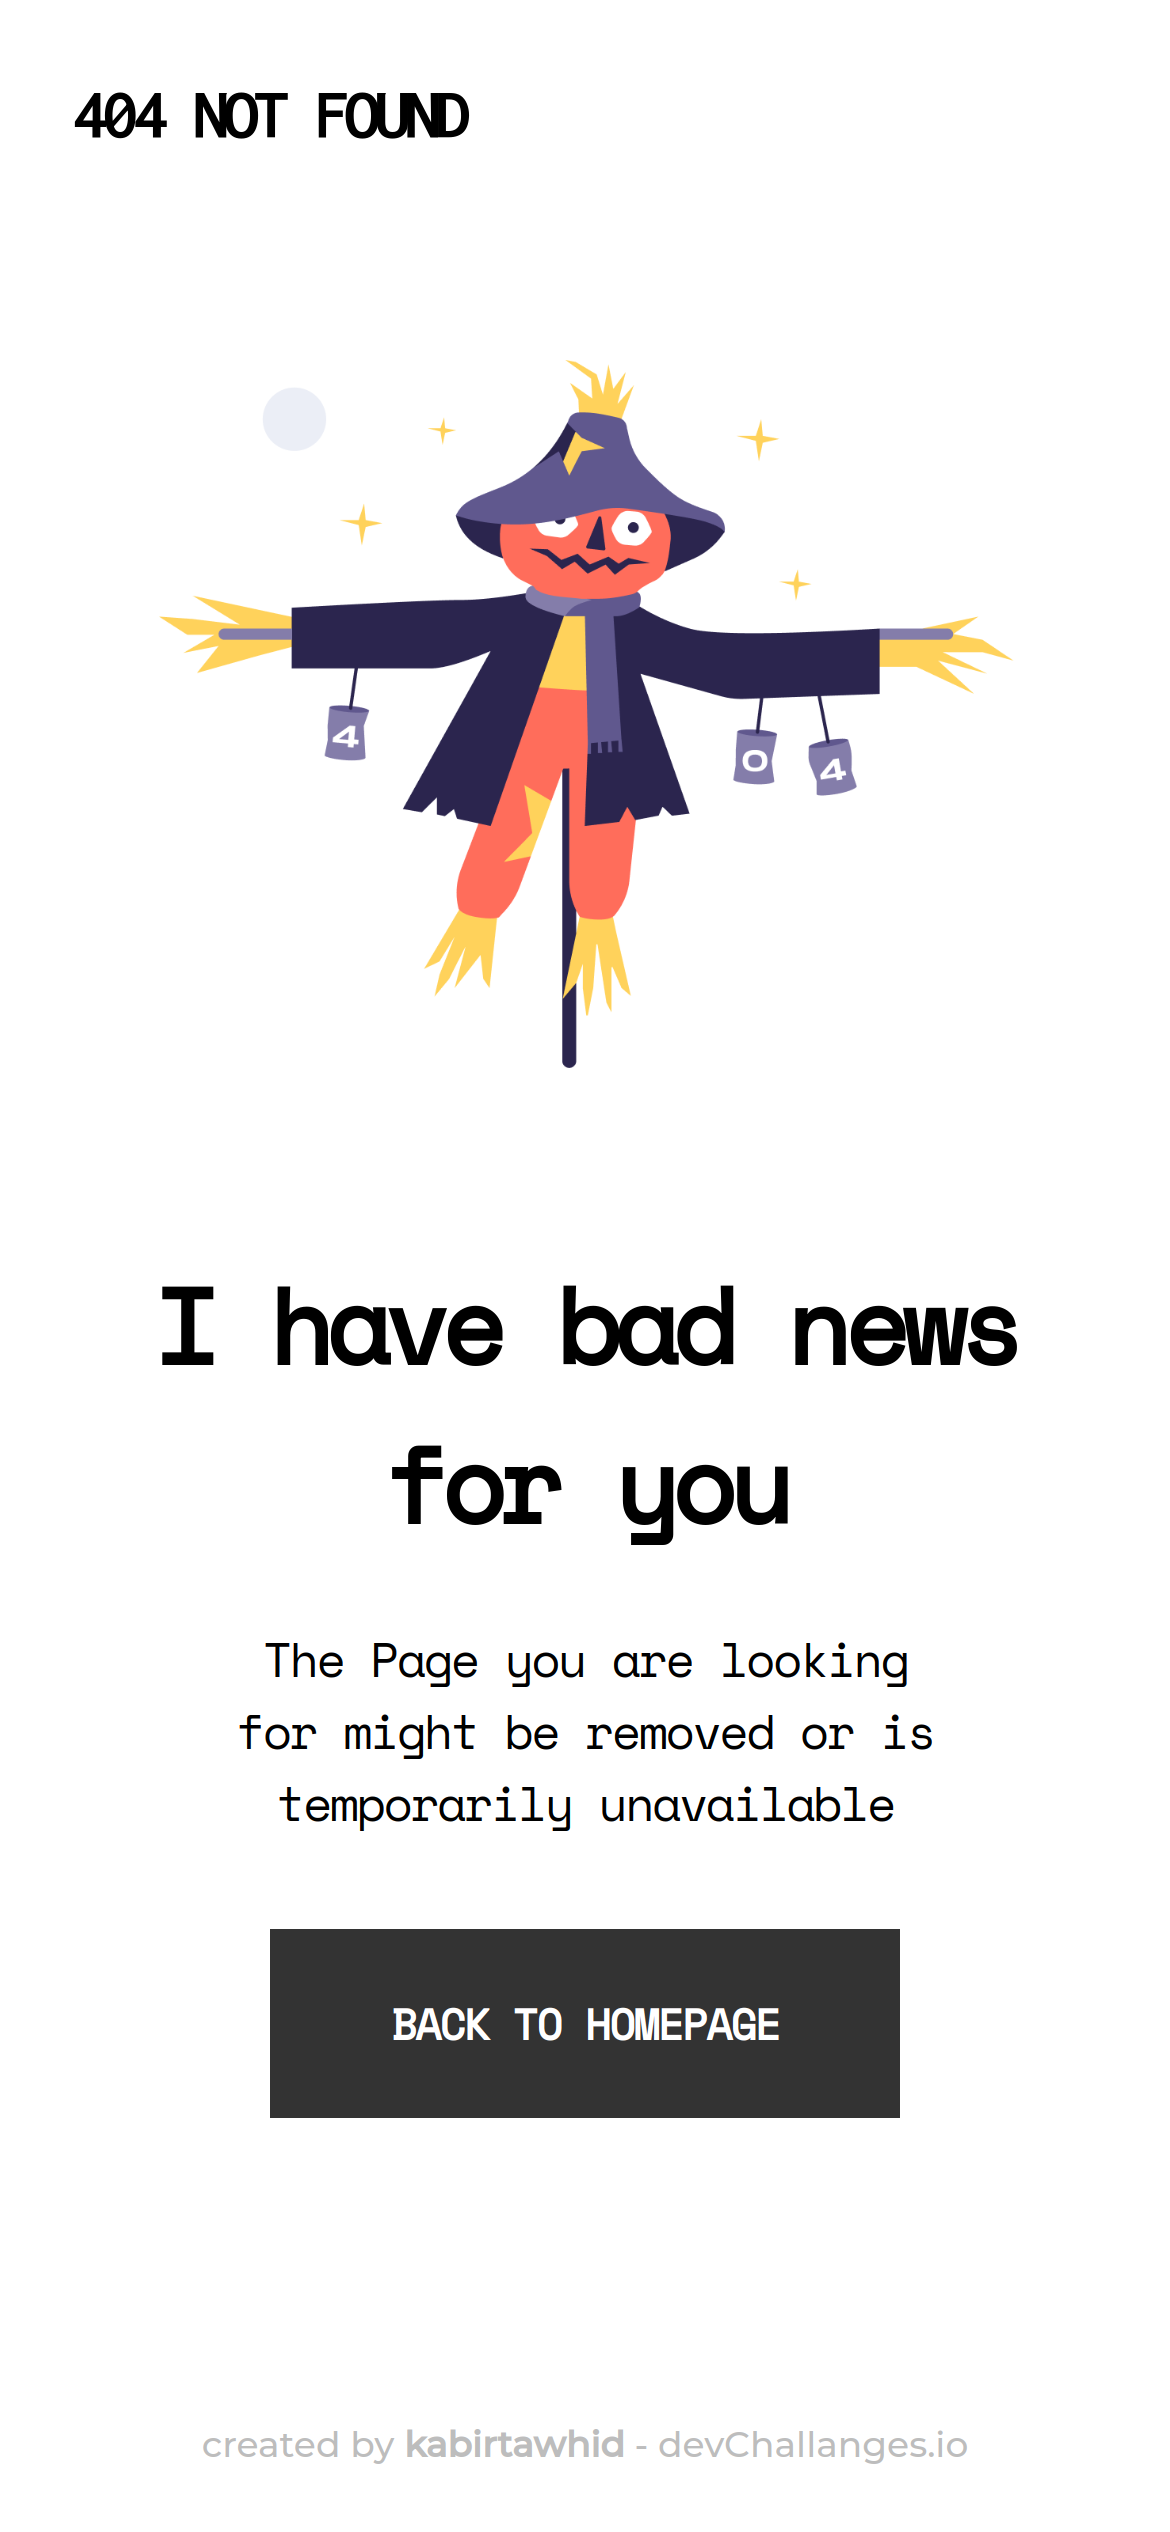 404 NOT FOUND
4
0
4
I have bad news
for you
The Page you are looking
for might be removed or is
temporarily unavailable
BACK TO HOMEPAGE
created by kabirtawhid - devChallanges.io